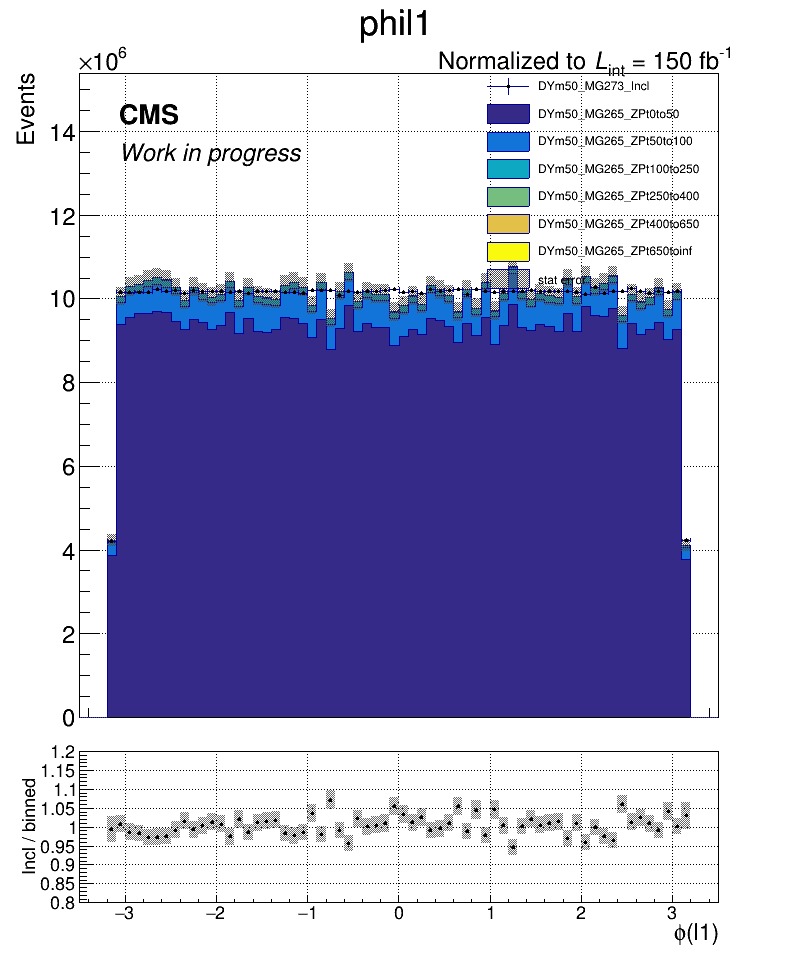 phil1
×10⁶
Normalized to L_int = 150 fb⁻¹
Events
CMS
Work in progress
DYm50_MG273_Incl
DYm50_MG265_ZPt0to50
DYm50_MG265_ZPt50to100
DYm50_MG265_ZPt100to250
DYm50_MG265_ZPt250to400
DYm50_MG265_ZPt400to650
DYm50_MG265_ZPt650toinf
stat error
14
12
10
8
6
4
2
0
Incl / binned
1.2
1.15
1.1
1.05
1
0.95
0.9
0.85
0.8
−3 −2 −1 0 1 2 3
ϕ(l1)